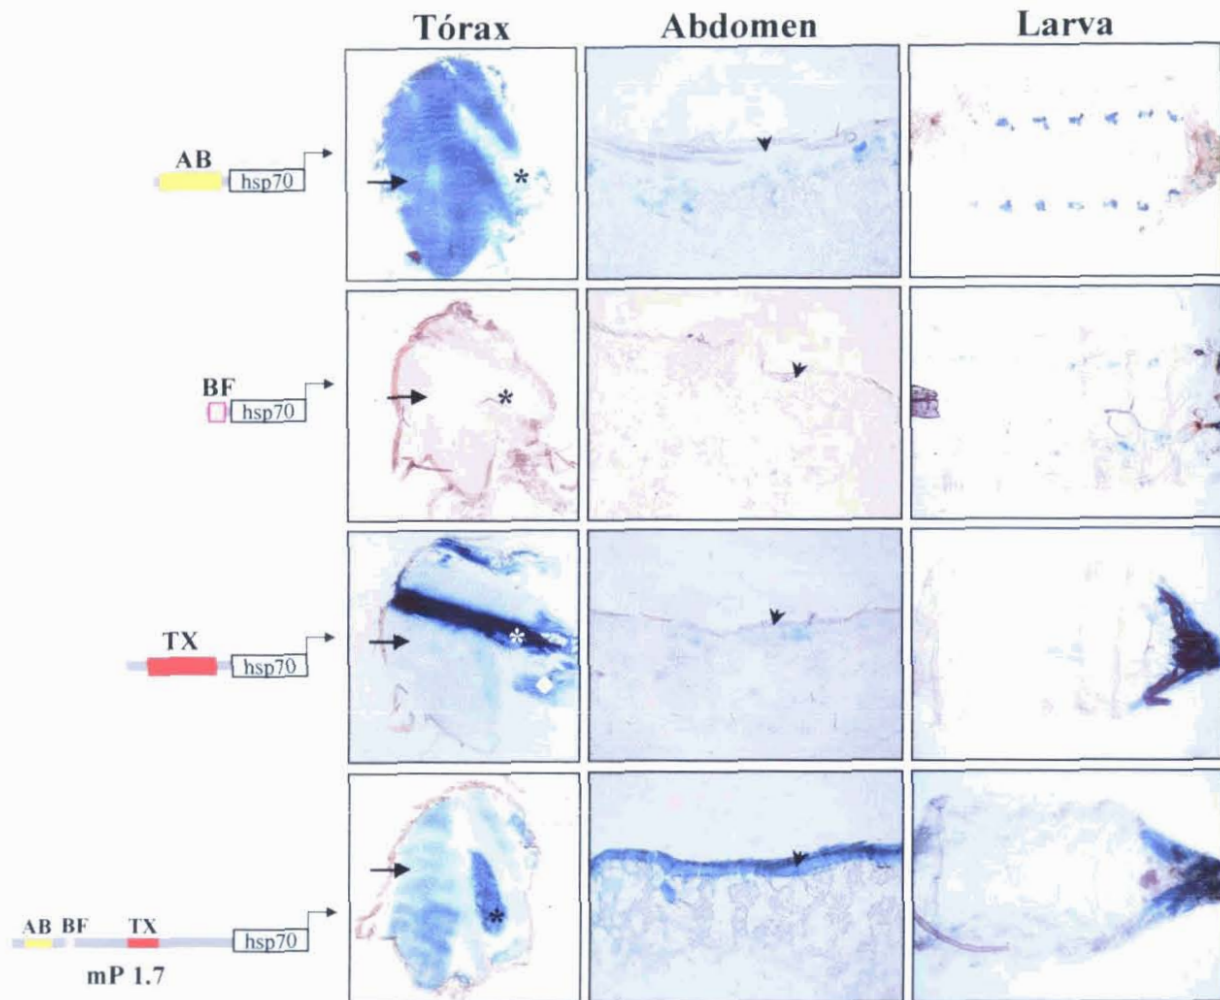 Tórax Abdomen Larva
AB
hsp70
*
BF
hsp70
*
TX
hsp70
*
AB BF TX
hsp70
*
mP 1.7